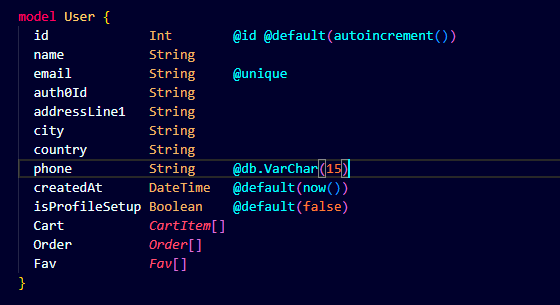 model User {
id Int @id @default(autoincrement())
name String
email String @unique
auth0Id String
addressLine1 String
city String
country String
phone String @db.VarChar(15)
createdAt DateTime @default(now())
isProfileSetup Boolean @default(false)
Cart CartItem[]
Order Order[]
Fav Fav[]
}